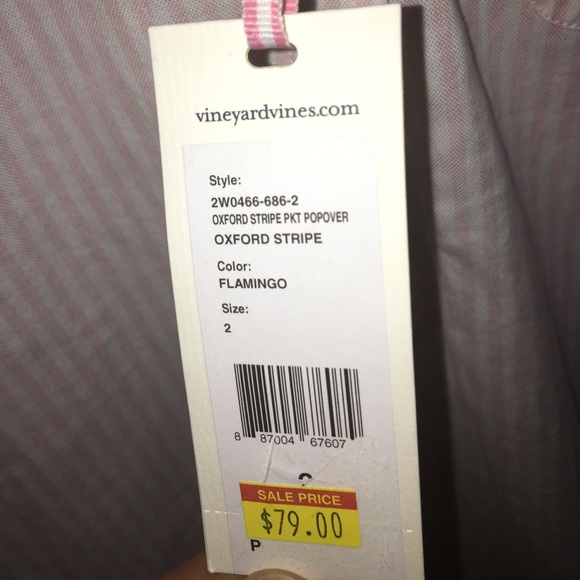 vineyardvines.com
Style:
2W0466-686-2
OXFORD STRIPE PKT POPOVER
OXFORD STRIPE
Color:
FLAMINGO
Size:
2
8 87004 67607
SALE PRICE
$79.00
P